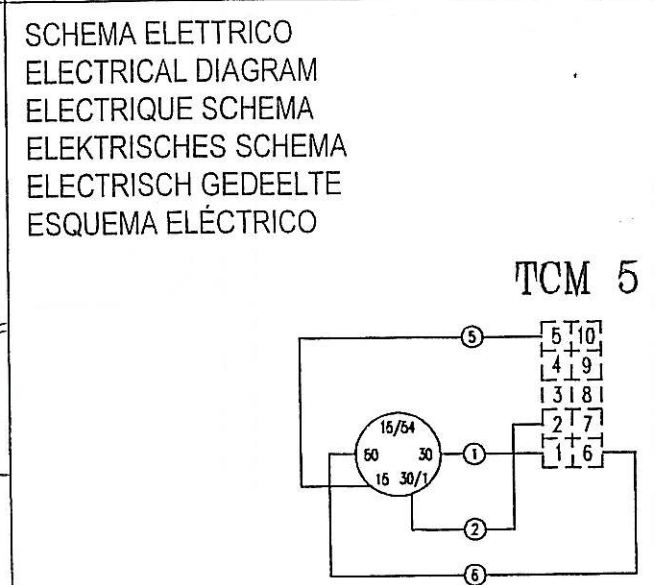 SCHEMA ELETTRICO
ELECTRICAL DIAGRAM
ELECTRIQUE SCHEMA
ELEKTRISCHES SCHEMA
ELECTRISCH GEDEELTE
ESQUEMA ELÉCTRICO
TCM 5
5 5 10
4 9
3 8
15/54 2 7
50 30 1 1 6
15 30/1
2
6